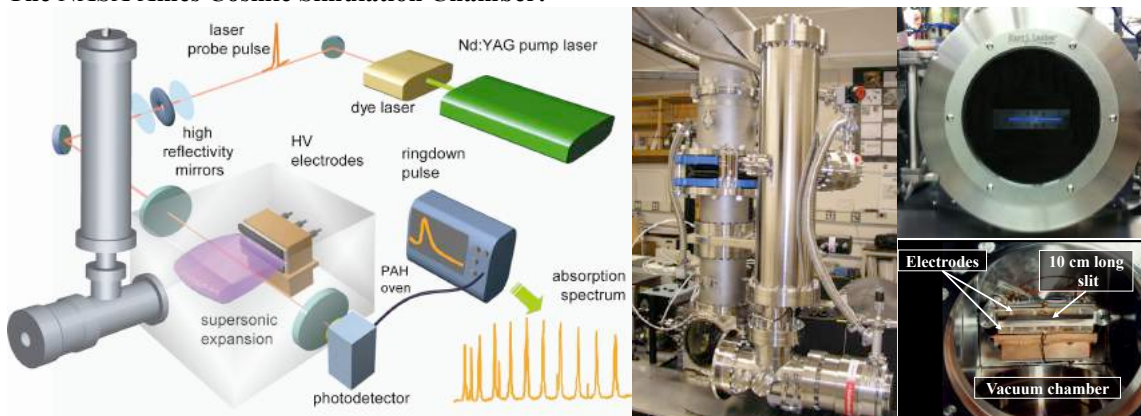 The NASA Ames Cosmic Simulation Chamber:
laser
probe pulse
Nd:YAG pump laser
dye laser
high
reflectivity
mirrors
HV
electrodes
ringdown
pulse
PAH
oven
absorption
spectrum
supersonic
expansion
photodetector
Electrodes
10 cm long
slit
Vacuum chamber